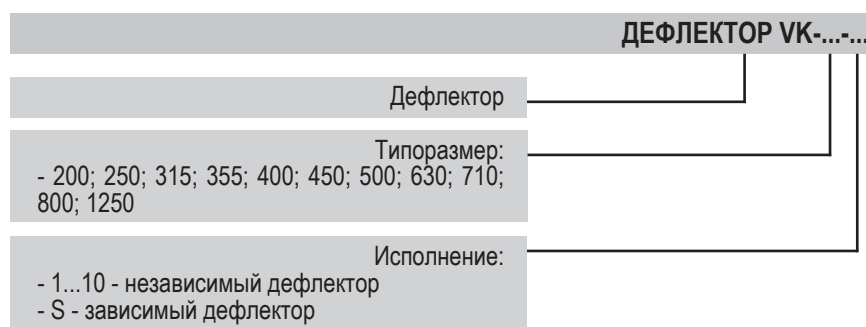 ДЕФЛЕКТОР VK-...-...
Дефлектор
Типоразмер:
- 200; 250; 315; 355; 400; 450; 500; 630; 710;
800; 1250
Исполнение:
- 1...10 - независимый дефлектор
- S - зависимый дефлектор